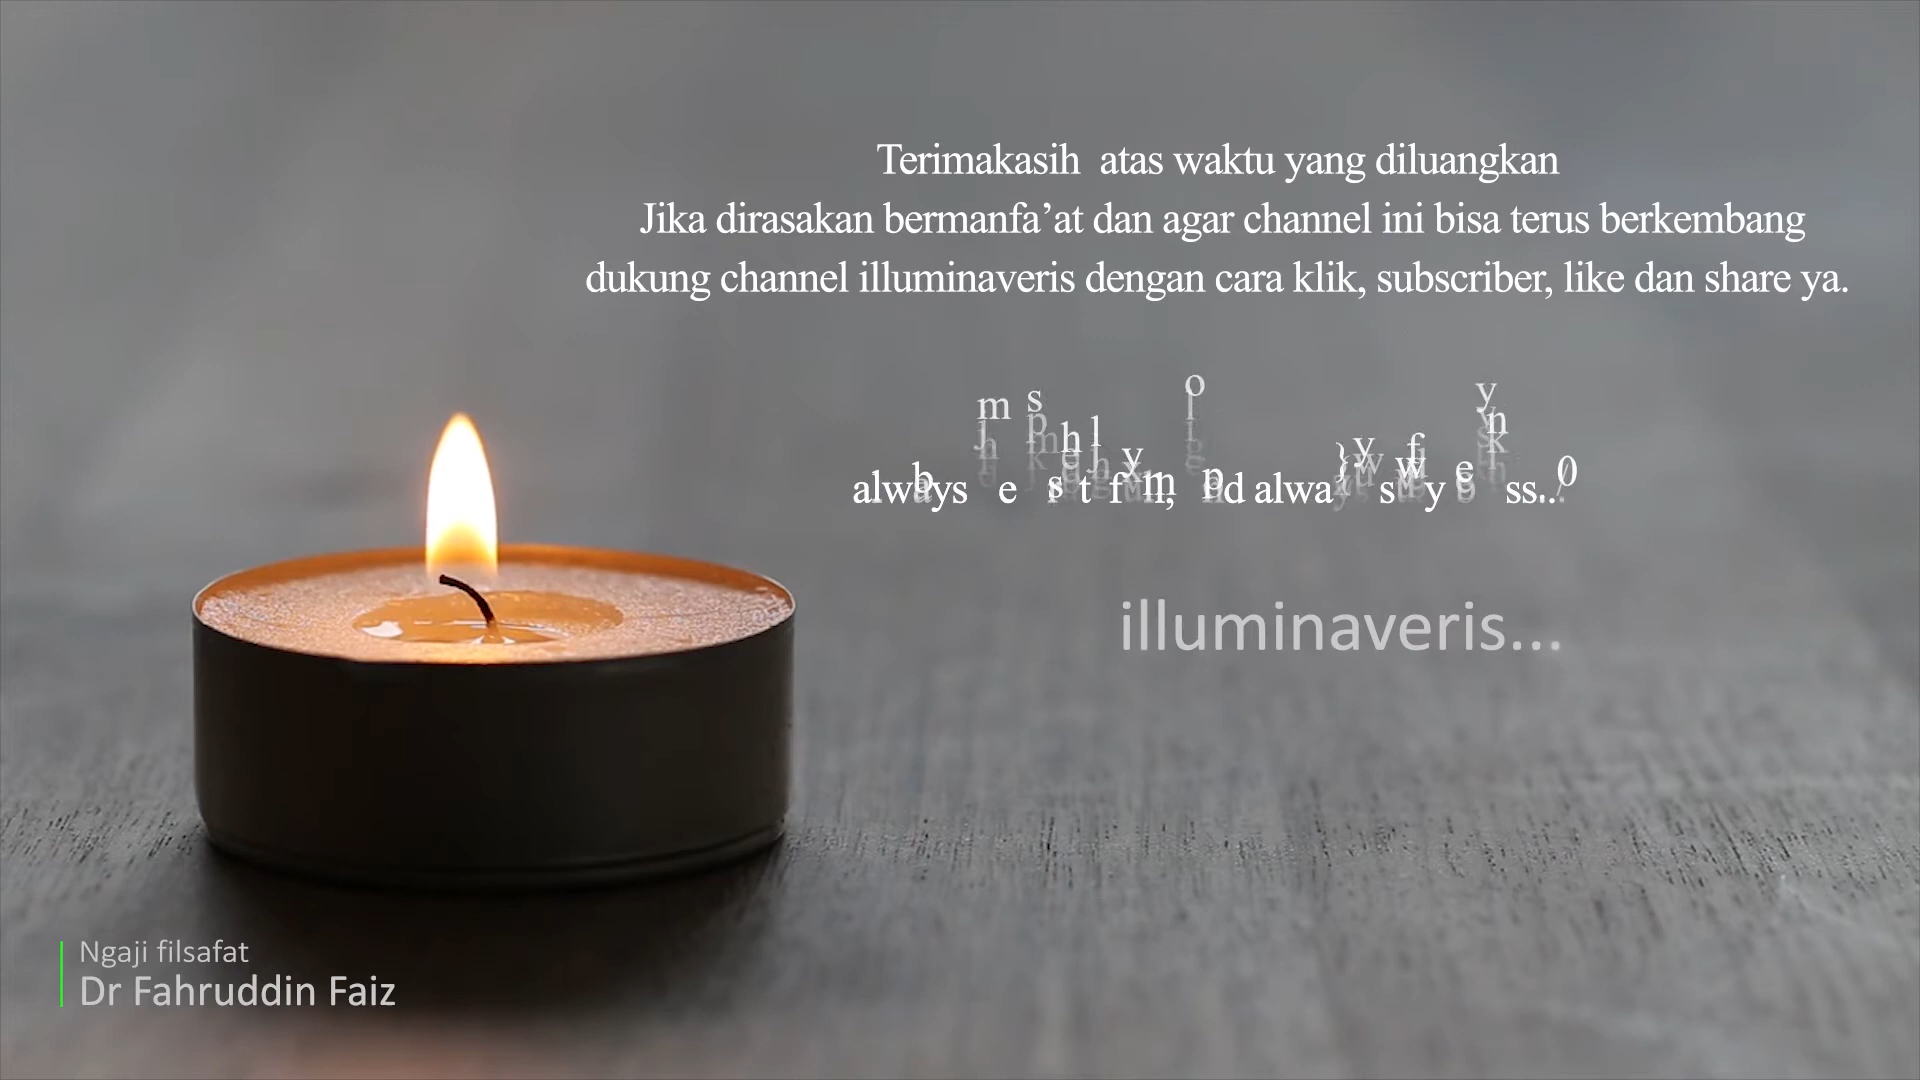 Terimakasih atas waktu yang diluangkan
Jika dirasakan bermanfa’at dan agar channel ini bisa terus berkembang
dukung channel illuminaveris dengan cara klik, subscriber, like dan share ya.
always
illuminaveris...
Ngaji filsafat
Dr Fahruddin Faiz